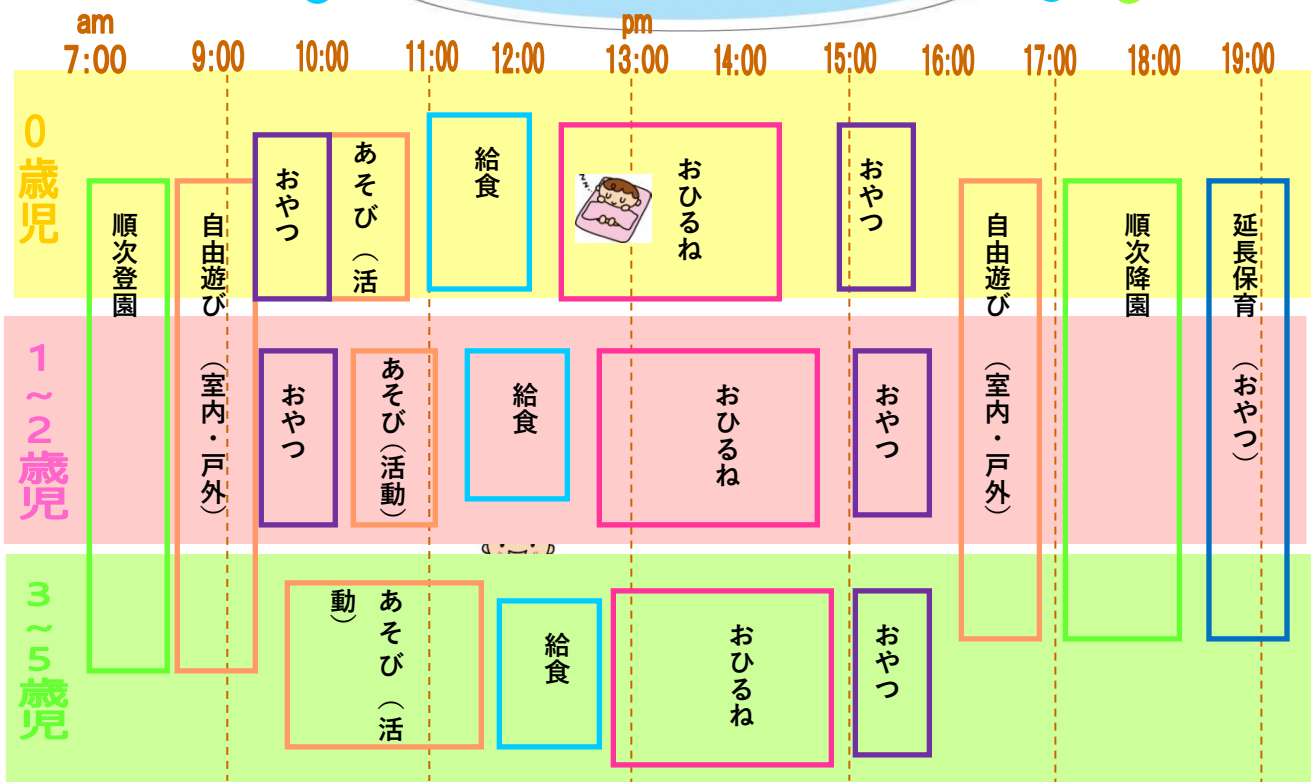 am
pm
7:00 9:00 10:00 11:00 12:00 13:00 14:00 15:00 16:00 17:00 18:00 19:00
0歳児
順次登園
自由遊び (室内・戸外)
おやつ
あそび (活
給食
zzz
おひるね
おやつ
自由遊び (室内・戸外)
順次降園
延長保育 (おやつ)
1~2歳児
おやつ
あそび(活動)
給食
おひるね
おやつ
3~5歳児
あそび (活
動)
給食
おひるね
おやつ